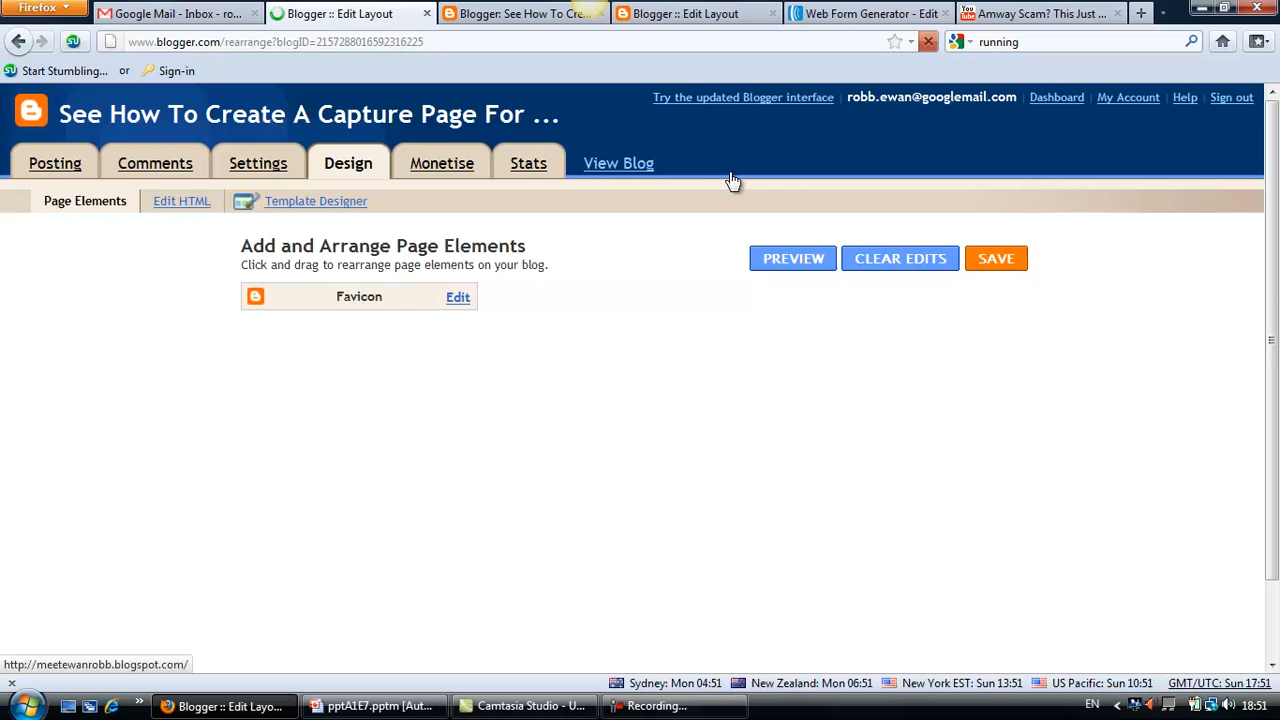 Firefox
Google Mail - Inbox - ro...
Blogger :: Edit Layout
Blogger: See How To Cre...
Blogger :: Edit Layout
Web Form Generator - Edit
You Tube
Amway Scam? This Just ...
www.blogger.com/rearrange?blogID=2157288016592316225
running
Start Stumbling... or Sign-in
Try the updated Blogger interface robb.ewan@googlemail.com Dashboard My Account Help Sign out
See How To Create A Capture Page For ...
Posting Comments Settings Design Monetise Stats View Blog
Page Elements Edit HTML Template Designer
Add and Arrange Page Elements
Click and drag to rearrange page elements on your blog.
PREVIEW CLEAR EDITS SAVE
Favicon Edit
http://meetewanrobb.blogspot.com/
Sydney: Mon 04:51 New Zealand: Mon 06:51 New York EST: Sun 13:51 US Pacific: Sun 10:51 GMT/UTC: Sun 17:51
Blogger :: Edit Layo... pptA1E7.pptm [Aut... Camtasia Studio - U... Recording... EN 18:51